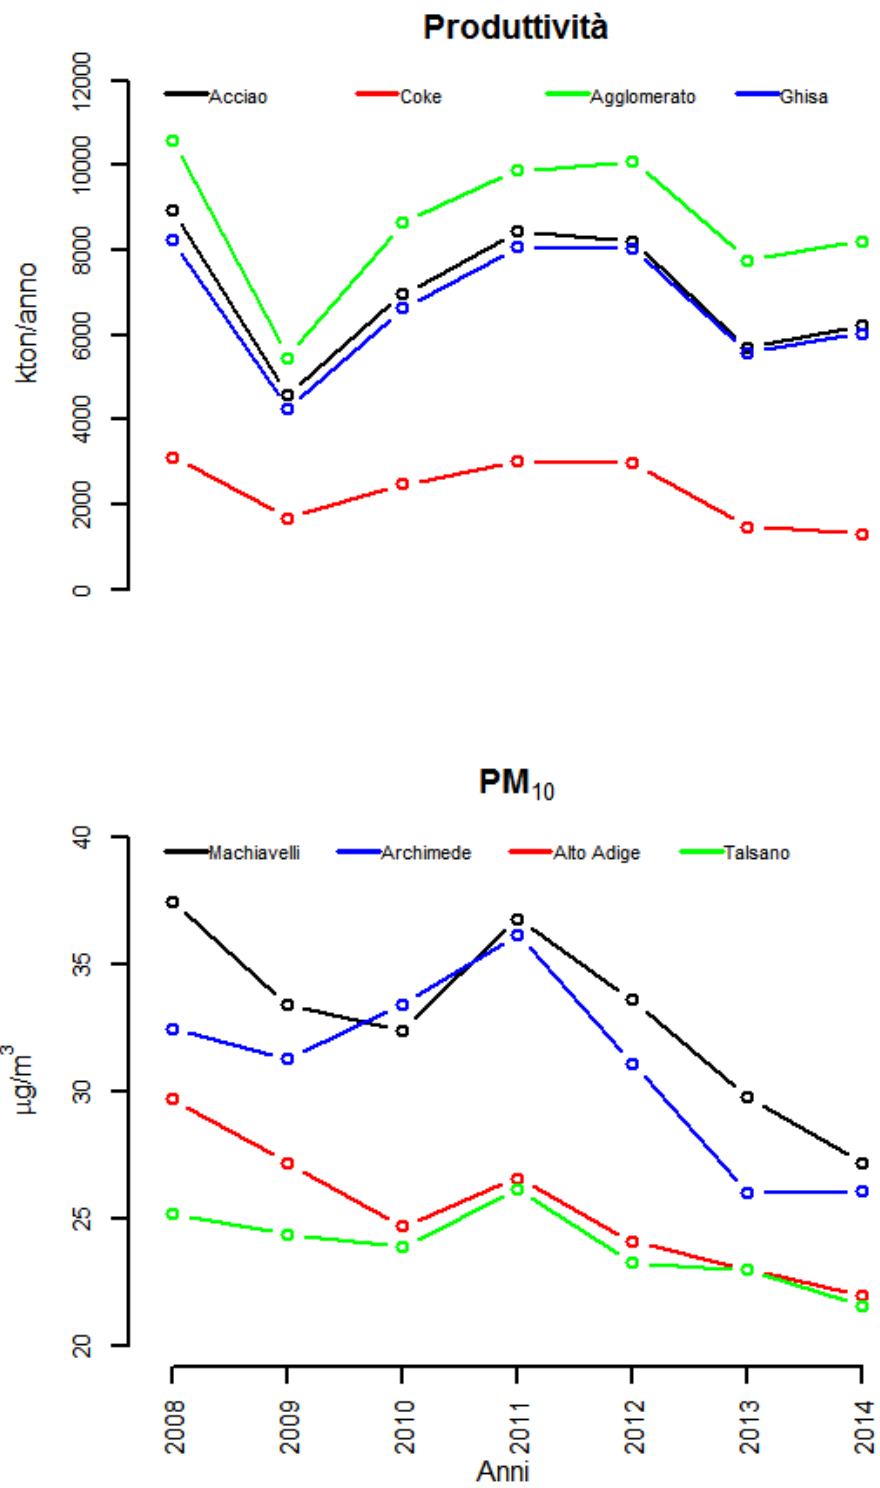 Produttività
12000
10000
8000
6000
4000
2000
0
kton/anno
Acciao Coke Agglomerato Ghisa
PM10
40
35
30
25
20
µg/m³
Machiavelli Archimede Alto Adige Talsano
2008 2009 2010 2011 2012 2013 2014
Anni